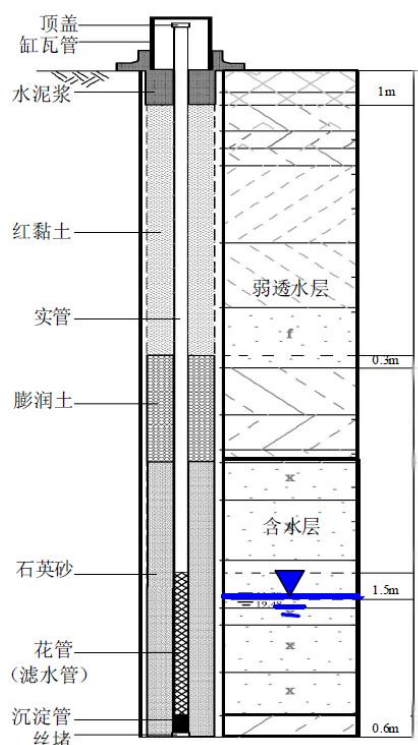 顶盖
缸瓦管
水泥浆
1m
红黏土
弱透水层
实管
f
0.3m
膨润土
x
含水层
石英砂
1.5m
x
花管
(滤水管)
x
沉淀管
0.6m
丝堵